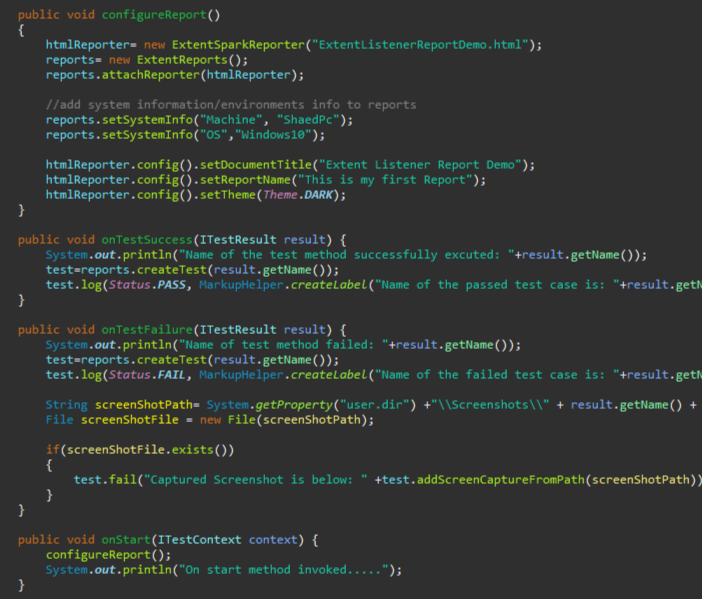 public void configureReport()
{
htmlReporter= new ExtentSparkReporter("ExtentListenerReportDemo.html");
reports= new ExtentReports();
reports.attachReporter(htmlReporter);
//add system information/environments info to reports
reports.setSystemInfo("Machine", "ShaedPc");
reports.setSystemInfo("OS","Windows10");
htmlReporter.config().setDocumentTitle("Extent Listener Report Demo");
htmlReporter.config().setReportName("This is my first Report");
htmlReporter.config().setTheme(Theme.DARK);
}
public void onTestSuccess(ITestResult result) {
System.out.println("Name of the test method successfully excuted: "+result.getName());
test=reports.createTest(result.getName());
test.log(Status.PASS, MarkupHelper.createLabel("Name of the passed test case is: "+result.getN
}
public void onTestFailure(ITestResult result) {
System.out.println("Name of test method failed: "+result.getName());
test=reports.createTest(result.getName());
test.log(Status.FAIL, MarkupHelper.createLabel("Name of the failed test case is: "+result.getN
String screenShotPath= System.getProperty("user.dir") +"\\Screenshots\\" + result.getName() +
File screenShotFile = new File(screenShotPath);
if(screenShotFile.exists())
{
test.fail("Captured Screenshot is below: " +test.addScreenCaptureFromPath(screenShotPath))
}
}
public void onStart(ITestContext context) {
configureReport();
System.out.println("On start method invoked.....");
}